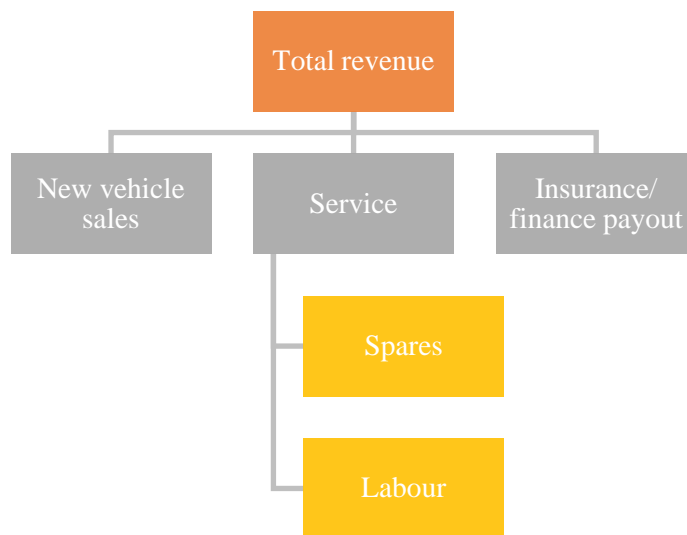 Total revenue
New vehicle
sales
Service
Insurance/
finance payout
Spares
Labour